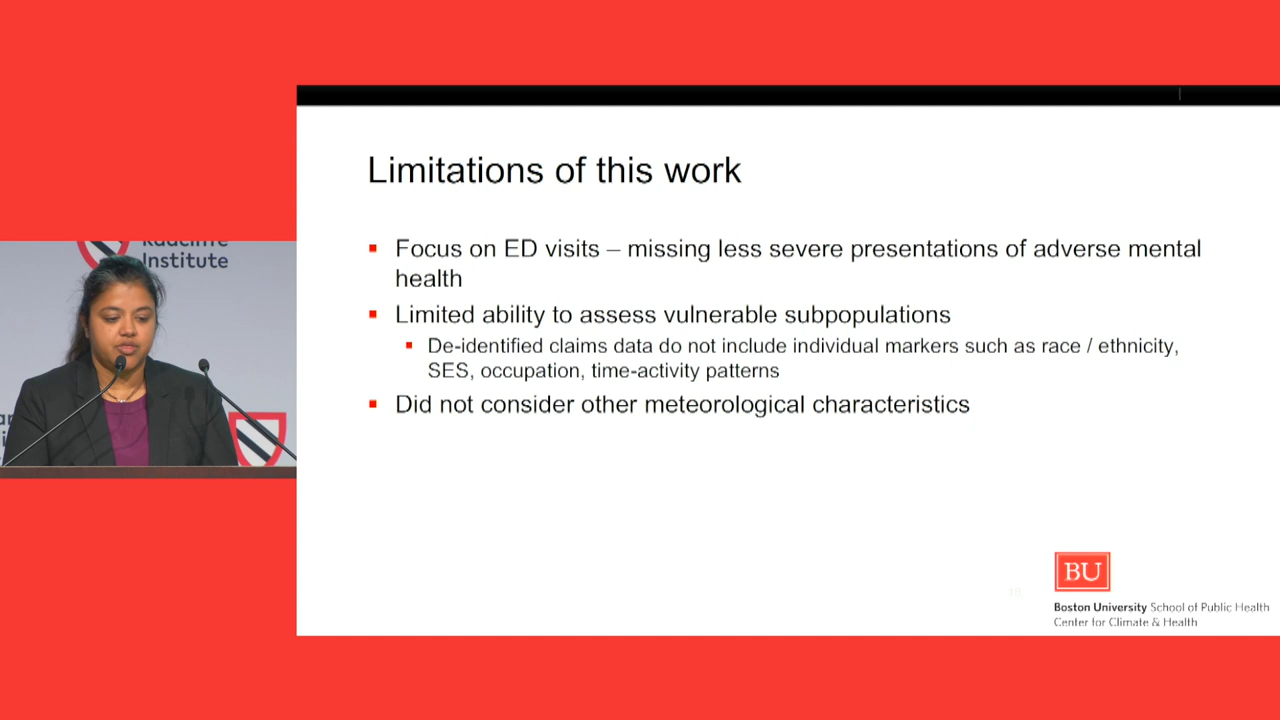 Radcliffe
Institute
Limitations of this work
Focus on ED visits – missing less severe presentations of adverse mental
health
Limited ability to assess vulnerable subpopulations
De-identified claims data do not include individual markers such as race / ethnicity,
SES, occupation, time-activity patterns
Did not consider other meteorological characteristics
BU
Boston University School of Public Health
Center for Climate & Health